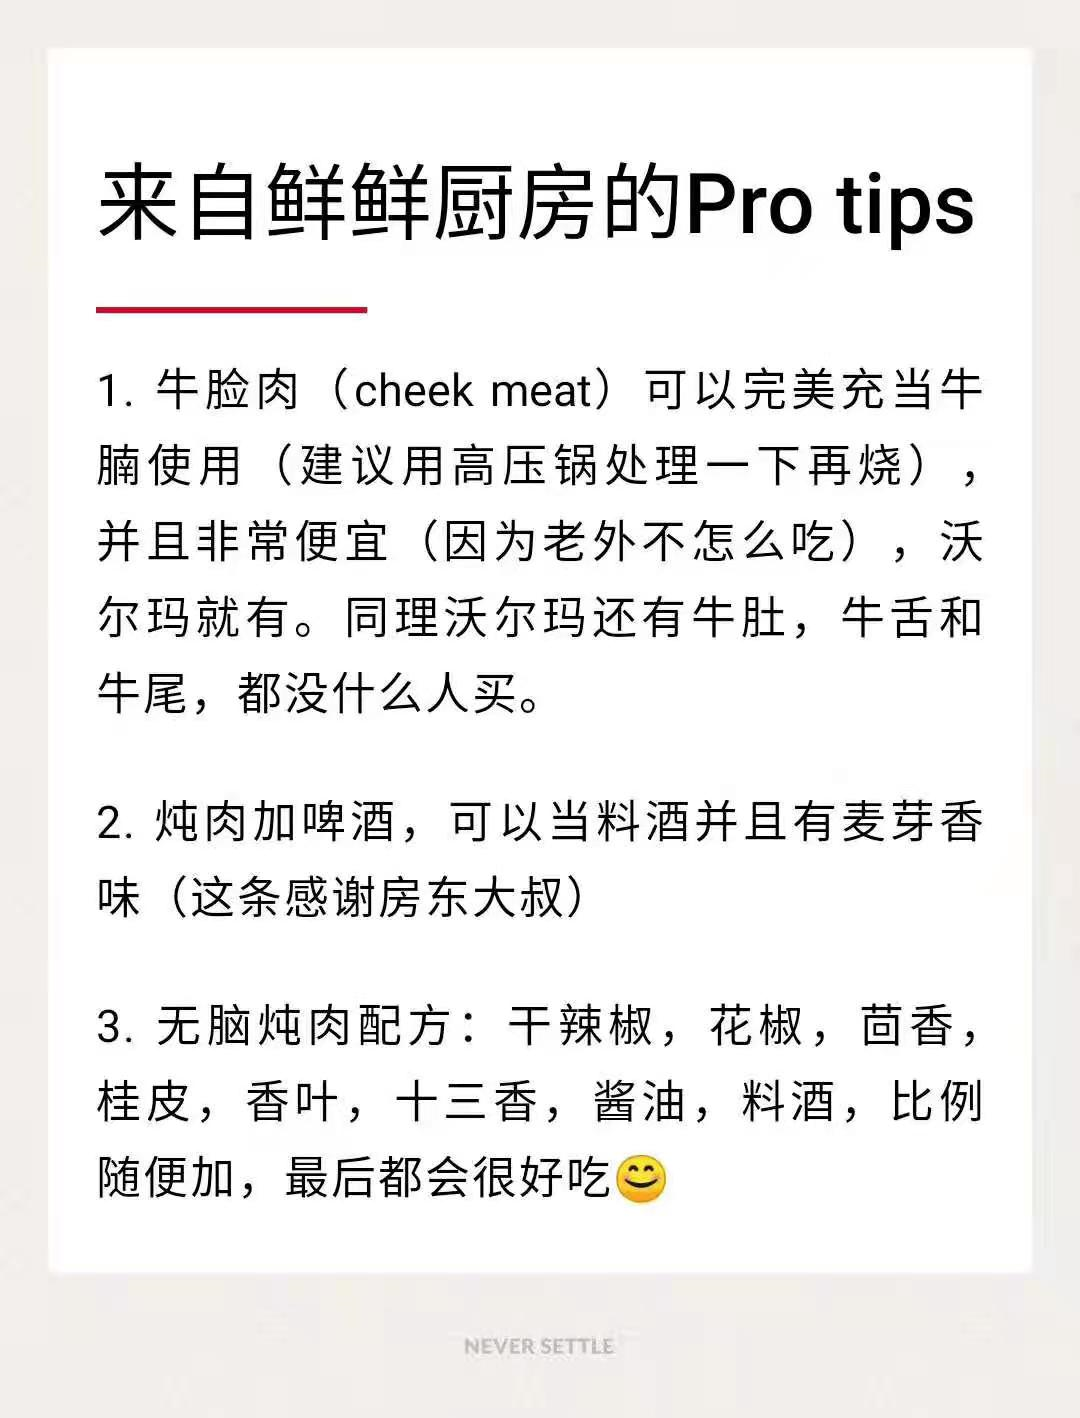 来自鲜鲜厨房的Pro tips
1. 牛脸肉（cheek meat）可以完美充当牛
腩使用（建议用高压锅处理一下再烧），
并且非常便宜（因为老外不怎么吃），沃
尔玛就有。同理沃尔玛还有牛肚，牛舌和
牛尾，都没什么人买。
2. 炖肉加啤酒，可以当料酒并且有麦芽香
味（这条感谢房东大叔）
3. 无脑炖肉配方：干辣椒，花椒，茴香，
桂皮，香叶，十三香，酱油，料酒，比例
随便加，最后都会很好吃😊
NEVER SETTLE